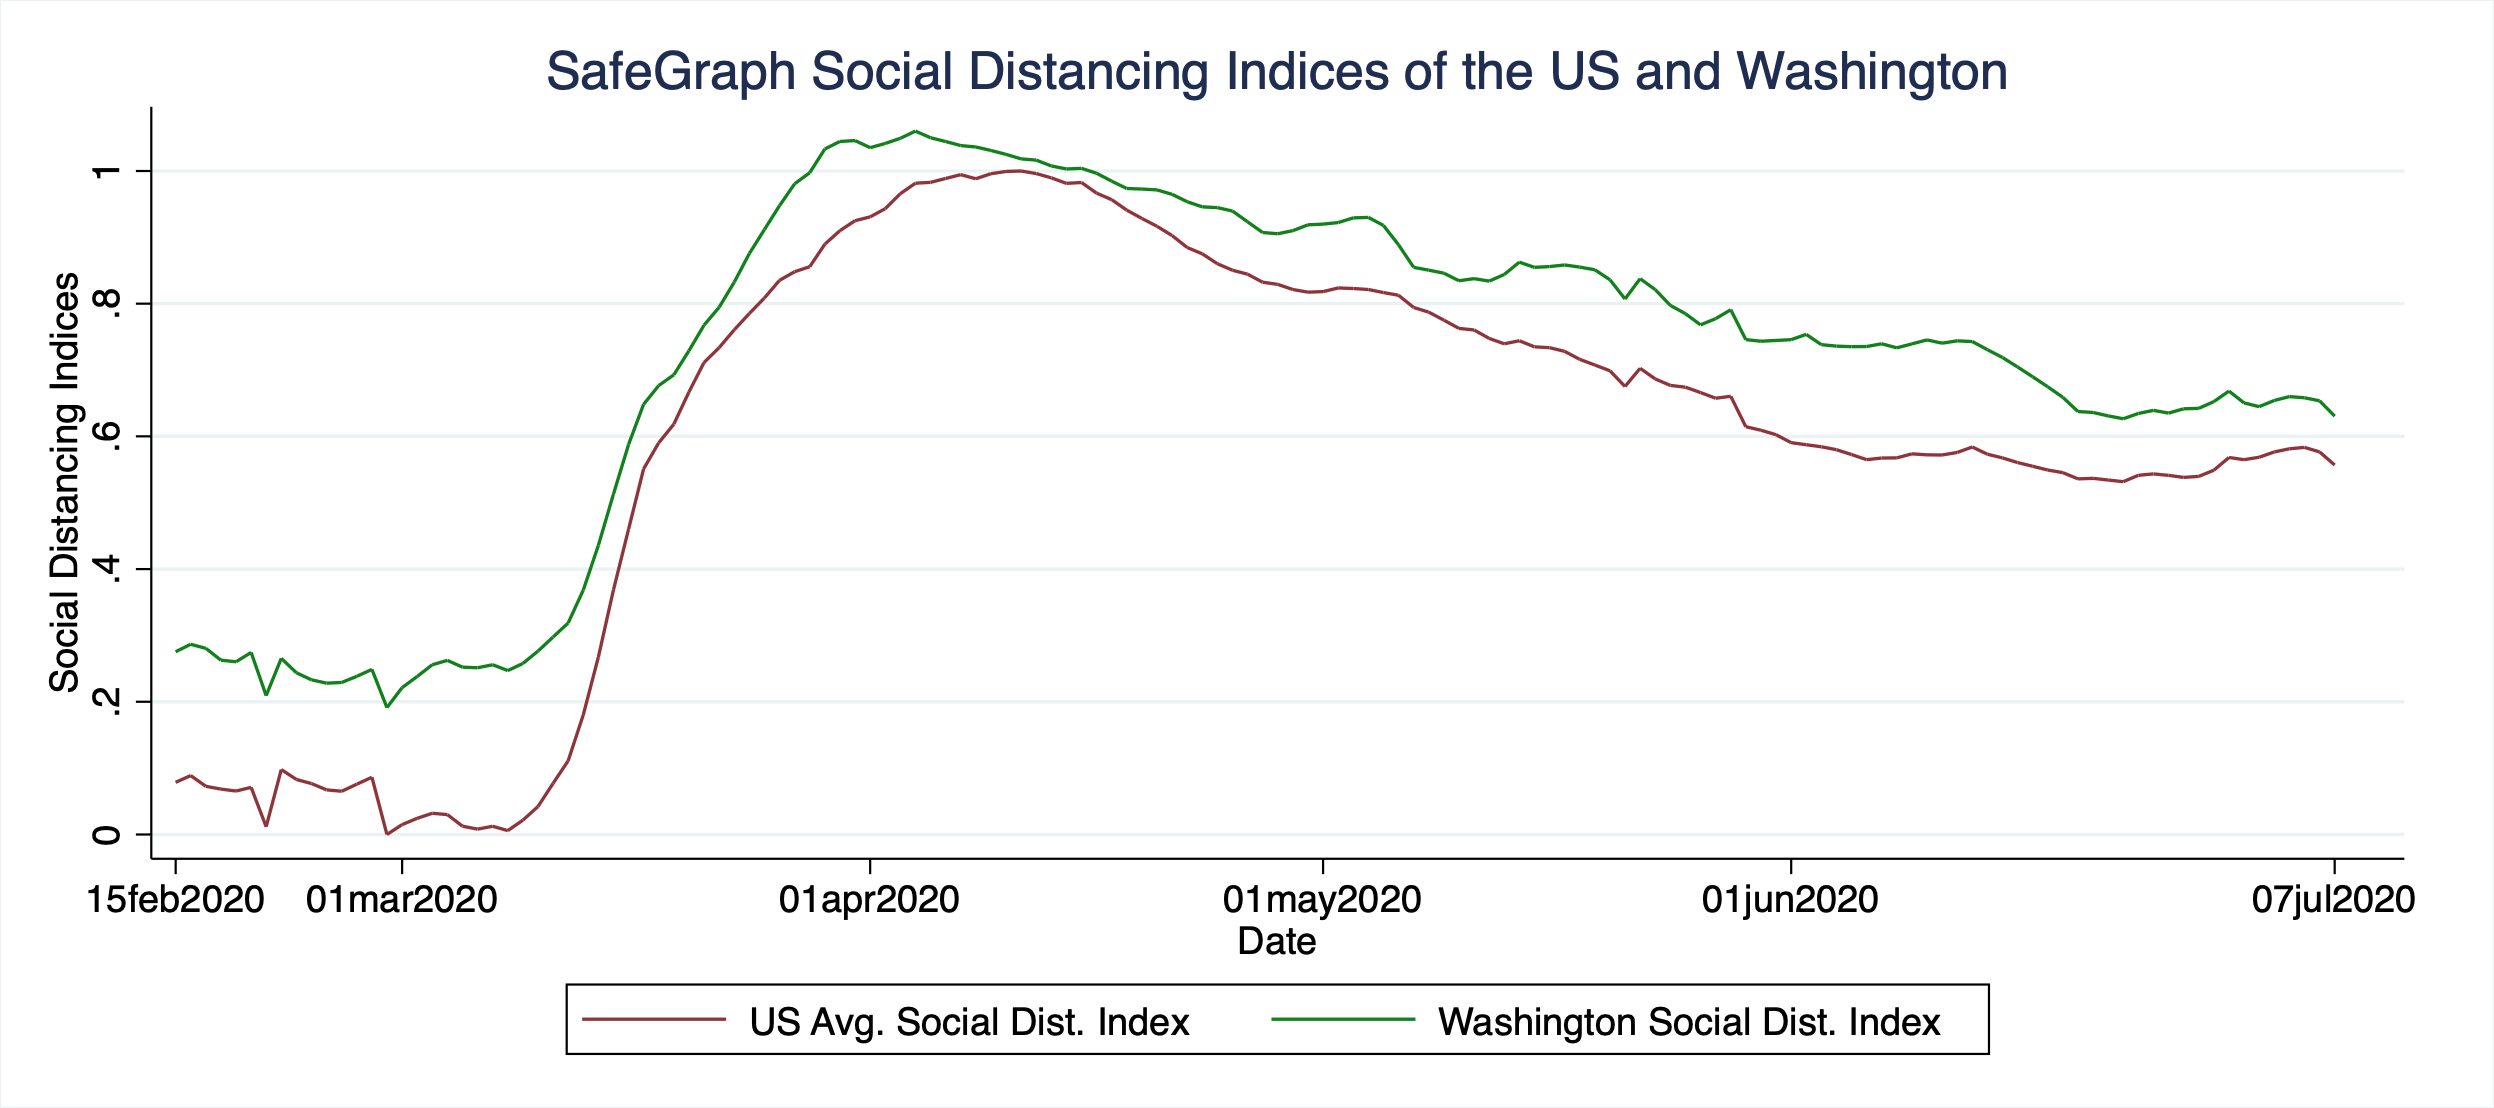 SafeGraph Social Distancing Indices of the US and Washington
Social Distancing Indices
1
.8
.6
.4
.2
0
15feb2020 01mar2020 01apr2020 01may2020 01jun2020 07jul2020
Date
US Avg. Social Dist. Index Washington Social Dist. Index